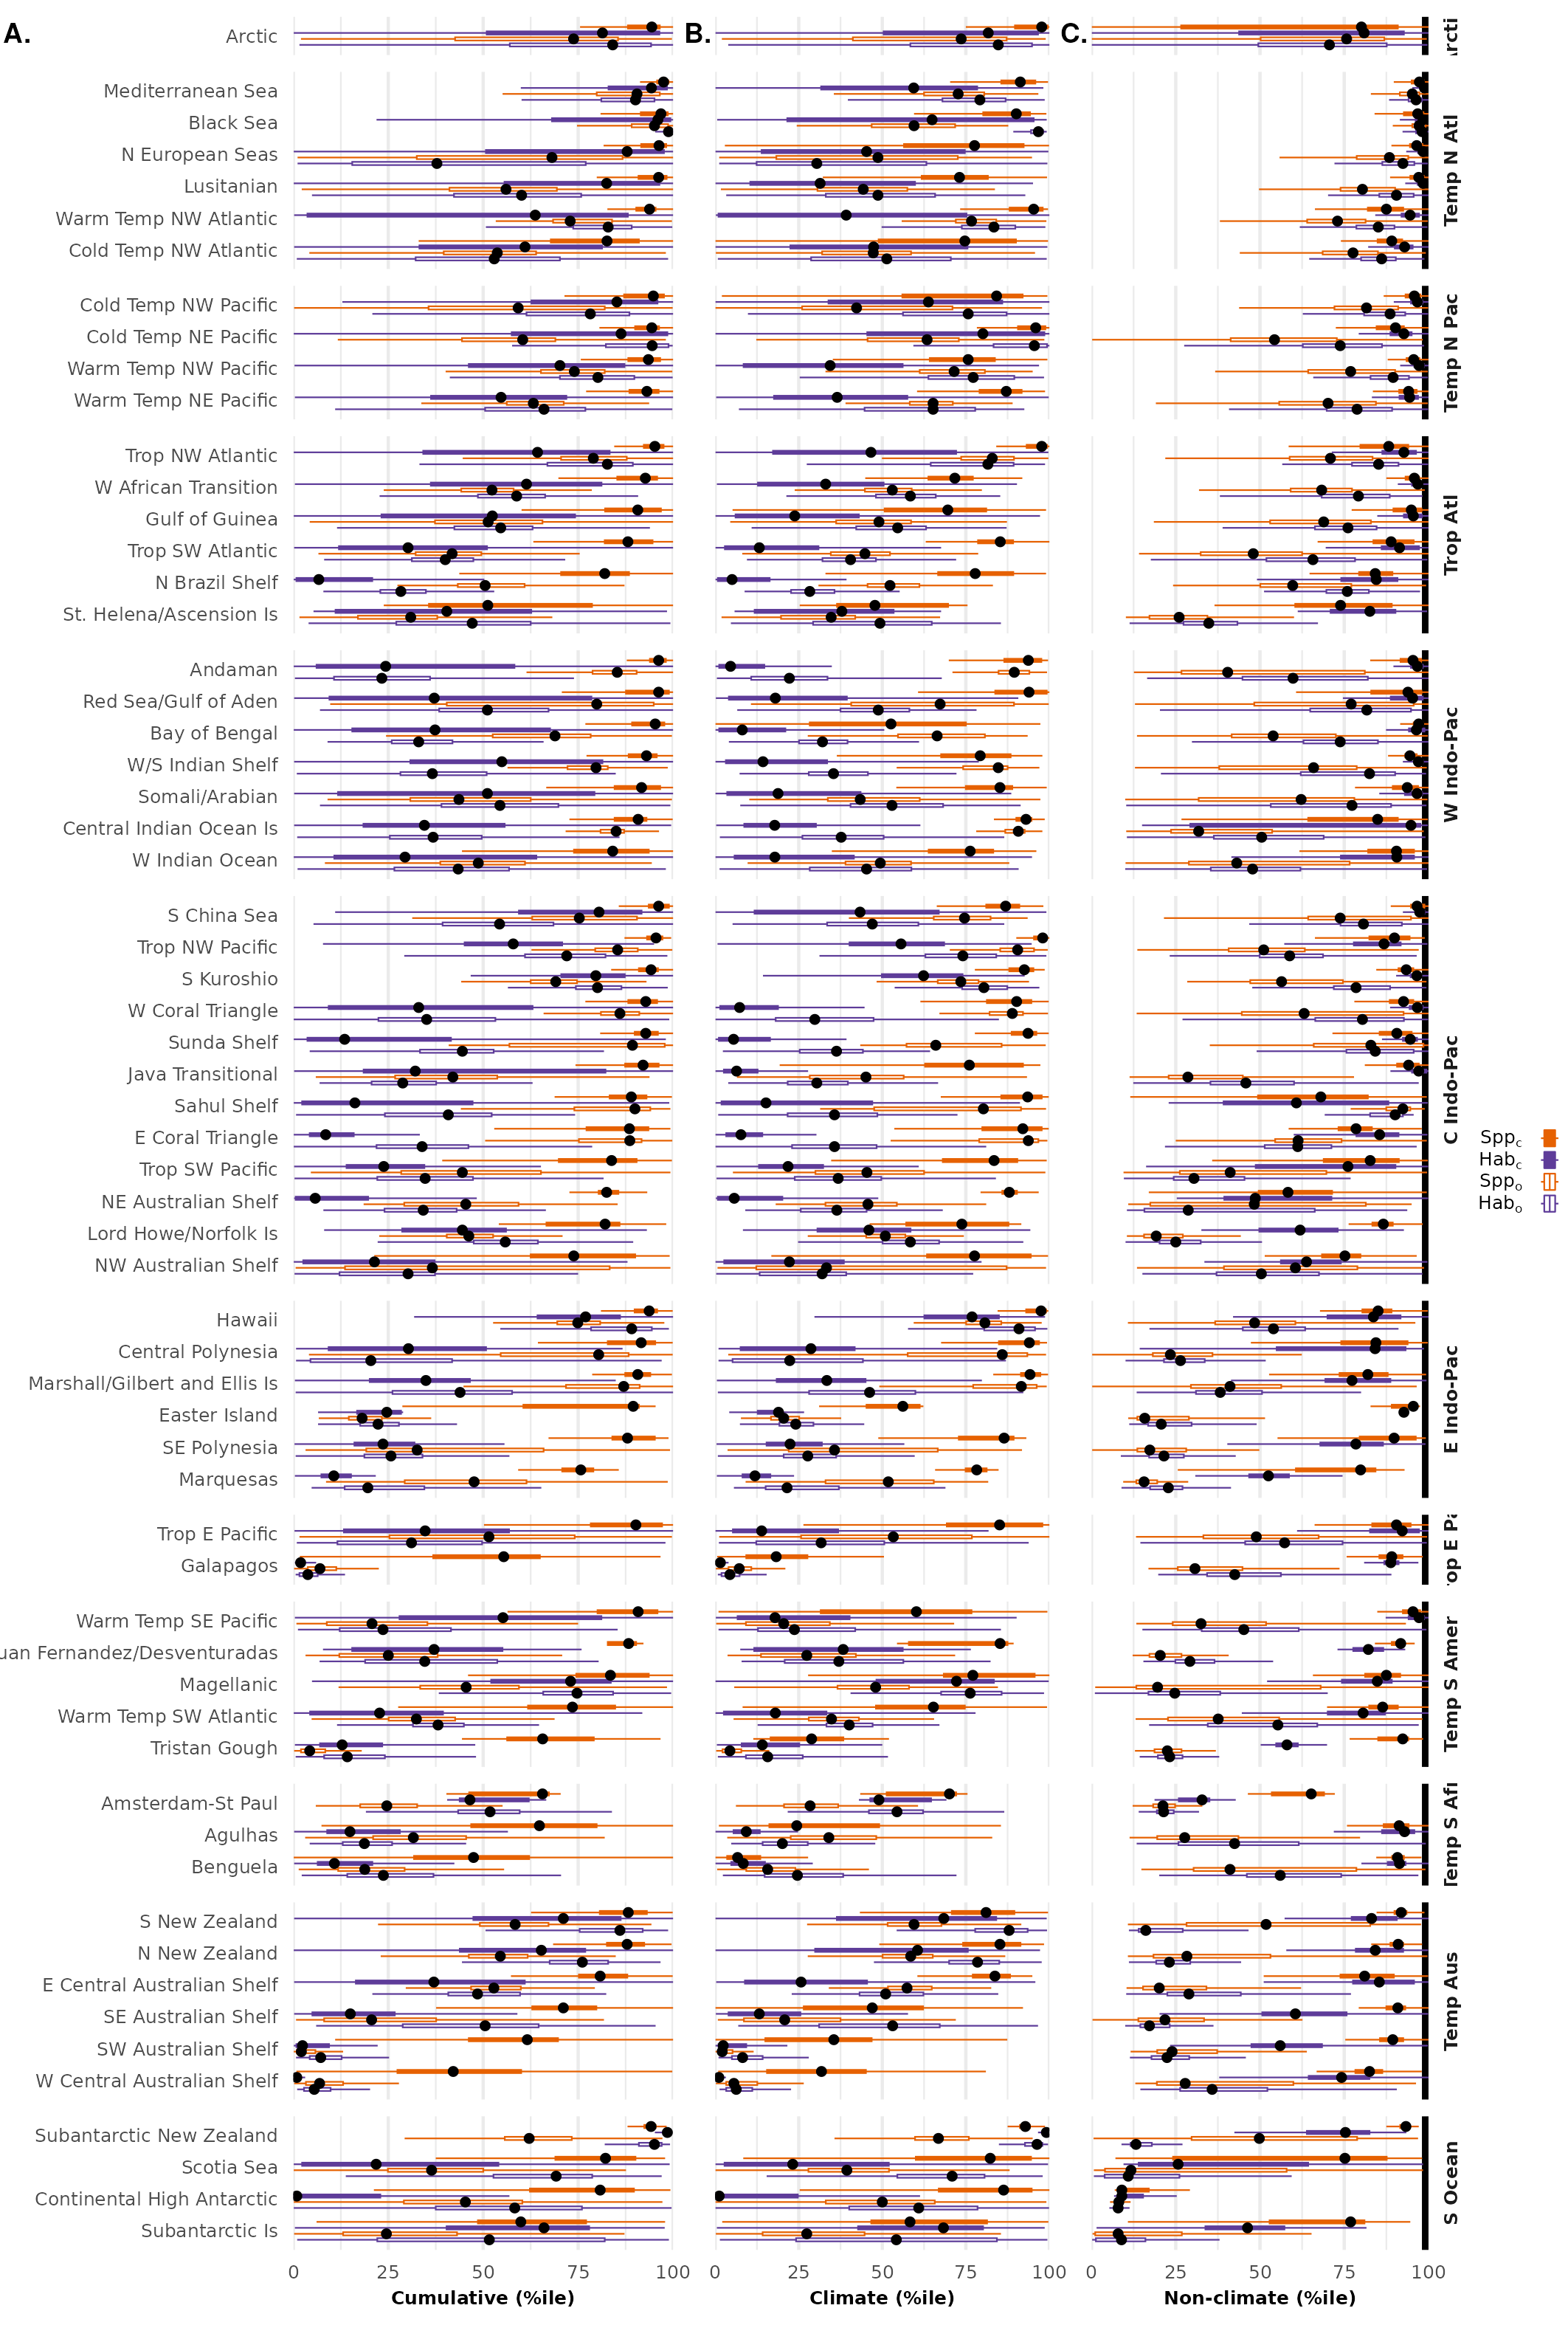 A.
B.
C.
Arctic
rcti
Mediterranean Sea
Black Sea
N European Seas
Lusitanian
Warm Temp NW Atlantic
Cold Temp NW Atlantic
Temp N Atl
Cold Temp NW Pacific
Cold Temp NE Pacific
Warm Temp NW Pacific
Warm Temp NE Pacific
Temp N Pac
Trop NW Atlantic
W African Transition
Gulf of Guinea
Trop SW Atlantic
N Brazil Shelf
St. Helena/Ascension Is
Trop Atl
Andaman
Red Sea/Gulf of Aden
Bay of Bengal
W/S Indian Shelf
Somali/Arabian
Central Indian Ocean Is
W Indian Ocean
W Indo-Pac
S China Sea
Trop NW Pacific
S Kuroshio
W Coral Triangle
Sunda Shelf
Java Transitional
Sahul Shelf
E Coral Triangle
Trop SW Pacific
NE Australian Shelf
Lord Howe/Norfolk Is
NW Australian Shelf
C Indo-Pac
Spp c
Hab c
Spp o
Hab o
Hawaii
Central Polynesia
Marshall/Gilbert and Ellis Is
Easter Island
SE Polynesia
Marquesas
E Indo-Pac
Trop E Pacific
Galapagos
op E Pa
Warm Temp SE Pacific
uan Fernandez/Desventuradas
Magellanic
Warm Temp SW Atlantic
Tristan Gough
Temp S Amer
Amsterdam-St Paul
Agulhas
Benguela
Temp S Afr
S New Zealand
N New Zealand
E Central Australian Shelf
SE Australian Shelf
SW Australian Shelf
W Central Australian Shelf
Temp Aus
Subantarctic New Zealand
Scotia Sea
Continental High Antarctic
Subantarctic Is
S Ocean
0 25 50 75 100
0 25 50 75 100
0 25 50 75 100
Cumulative (%ile)
Climate (%ile)
Non-climate (%ile)